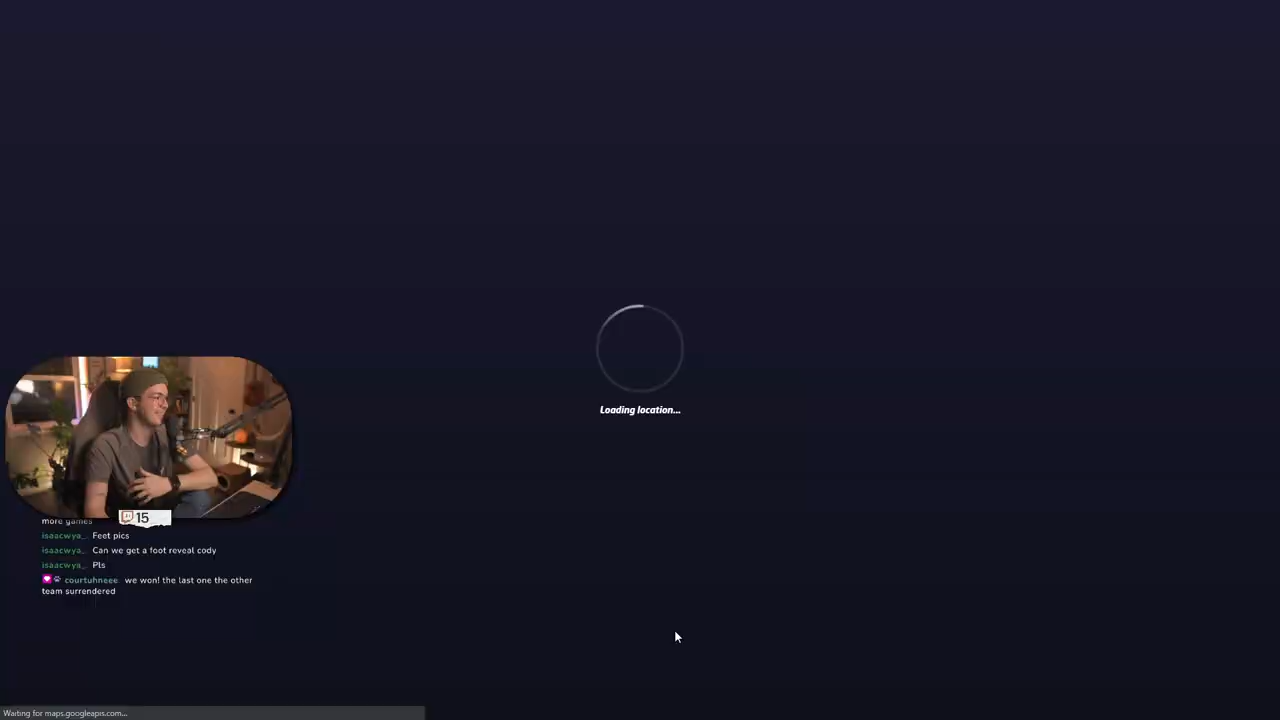 Loading location...
15
more games
isaacwya_: Feet pics
isaacwya_: Can we get a foot reveal cody
isaacwya_: Pls
courtuhneee: we won! the last one the other
team surrendered
Waiting for maps.googleapis.com...